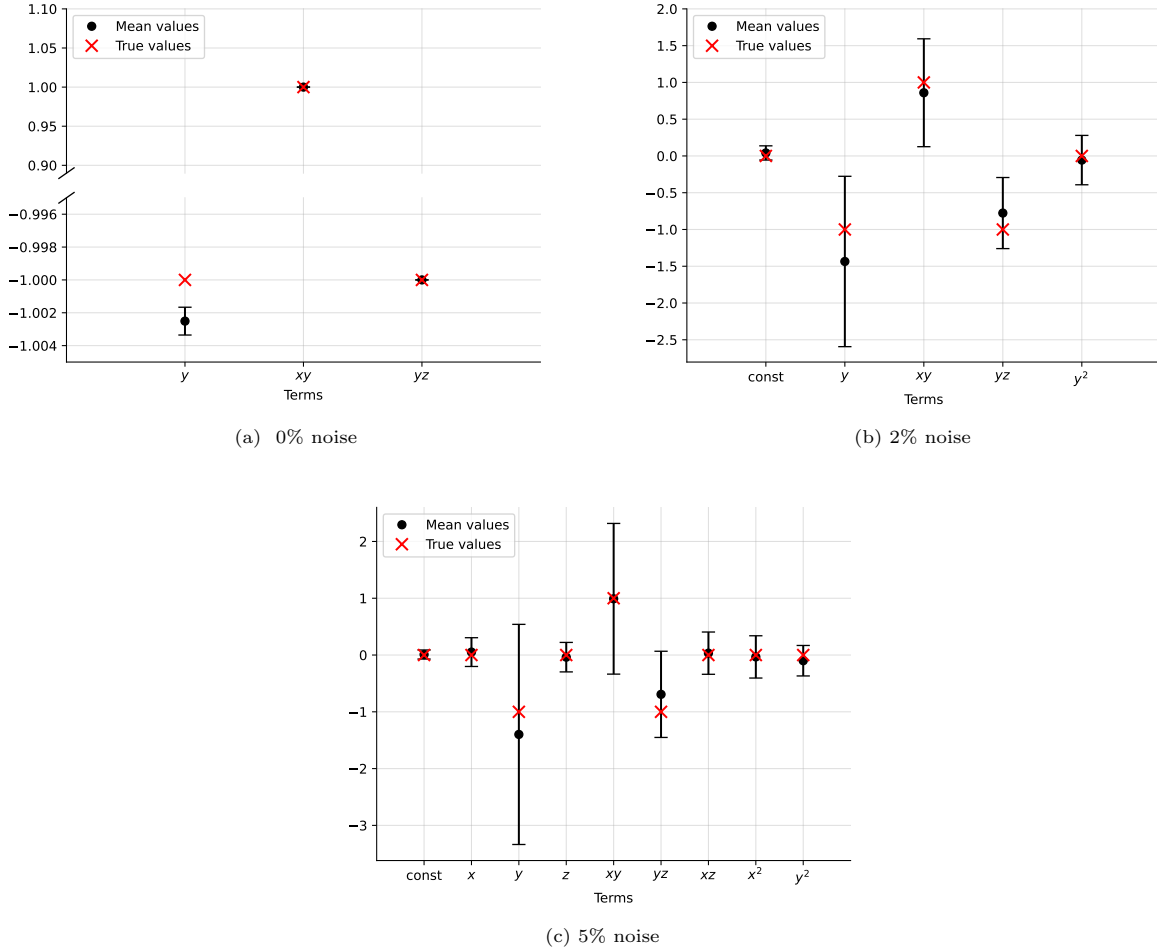 1.10
1.05
1.00
0.95
0.90
−0.996
−0.998
−1.000
−1.002
−1.004
Mean values
True values
y
xy
yz
Terms
(a) 0% noise
2.0
1.5
1.0
0.5
0.0
−0.5
−1.0
−1.5
−2.0
−2.5
Mean values
True values
const
y
xy
yz
y²
Terms
(b) 2% noise
2
1
0
−1
−2
−3
Mean values
True values
const
x
y
z
xy
yz
xz
x²
y²
Terms
(c) 5% noise